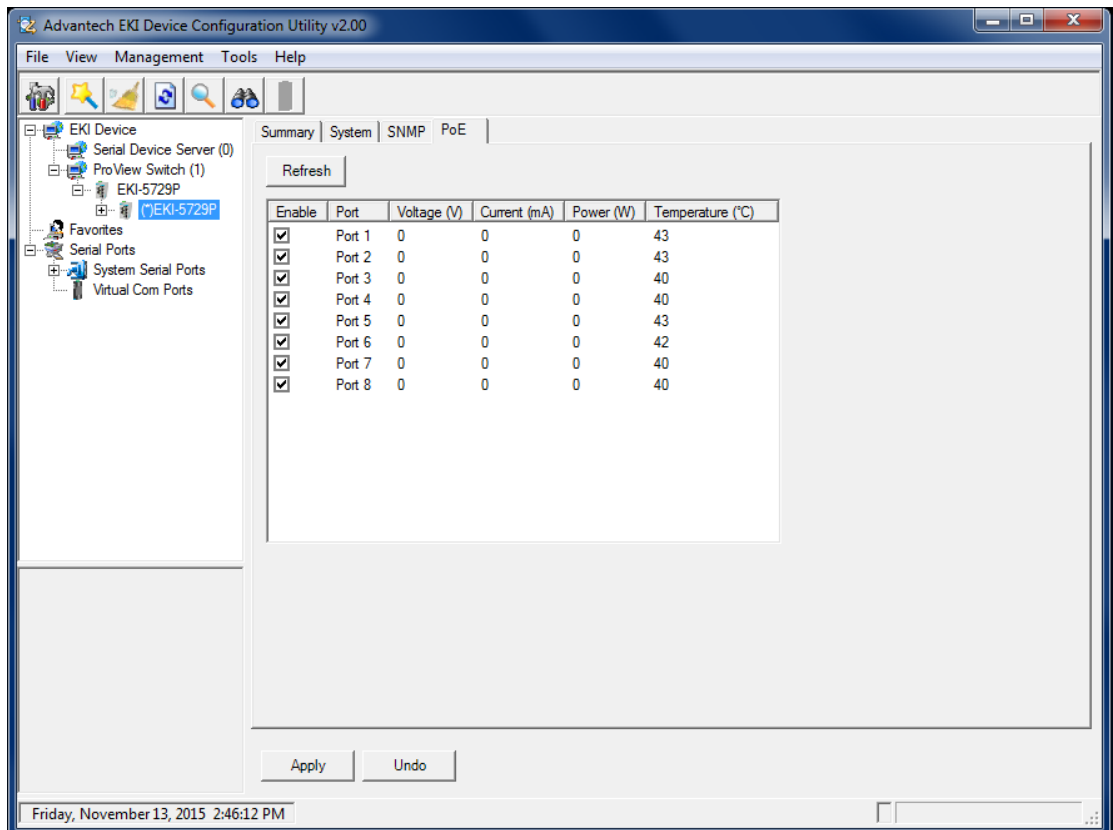 Advantech EKI Device Configuration Utility v2.00
File View Management Tools Help
EKI Device
Serial Device Server (0)
ProView Switch (1)
EKI-5729P
(*)EKI-5729P
Favorites
Serial Ports
System Serial Ports
Virtual Com Ports
Summary System SNMP PoE
Refresh
Enable Port Voltage (V) Current (mA) Power (W) Temperature (°C)
Port 1 0 0 0 43
Port 2 0 0 0 43
Port 3 0 0 0 40
Port 4 0 0 0 40
Port 5 0 0 0 43
Port 6 0 0 0 42
Port 7 0 0 0 40
Port 8 0 0 0 40
Apply Undo
Friday, November 13, 2015 2:46:12 PM